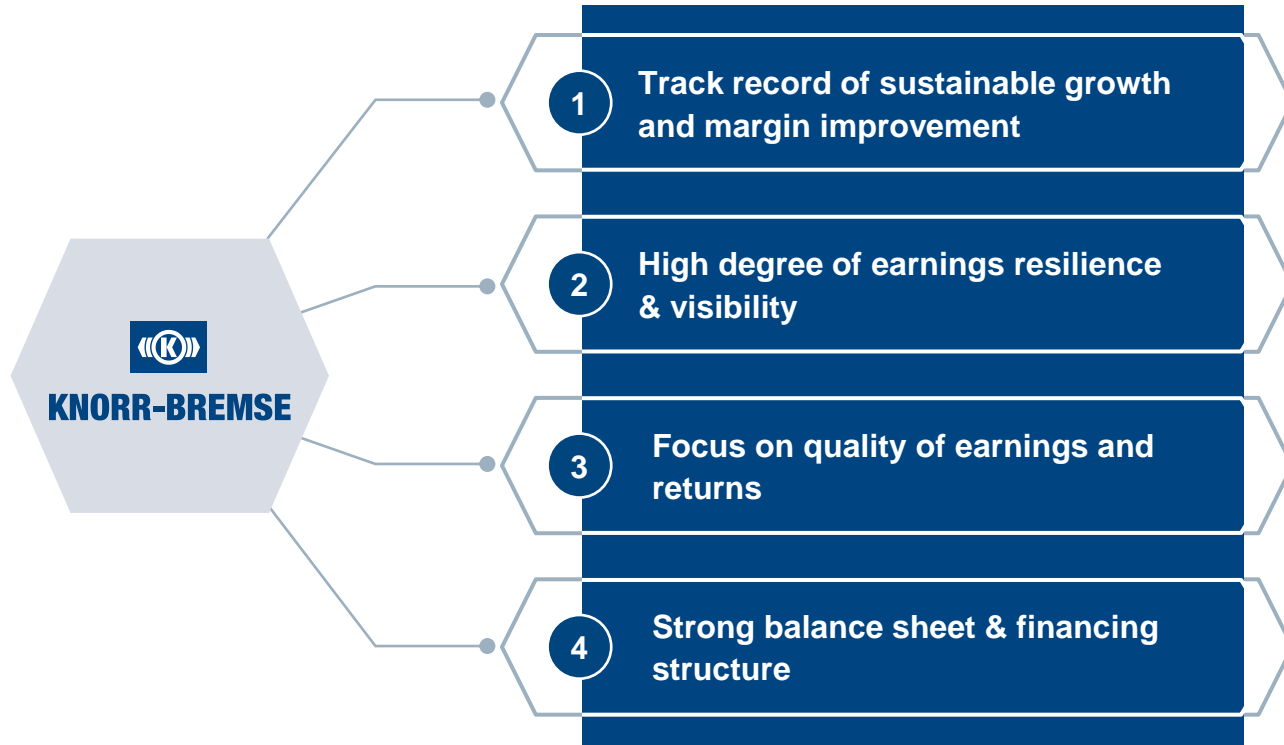 KNORR-BREMSE
1
Track record of sustainable growth
and margin improvement
2
High degree of earnings resilience
& visibility
3
Focus on quality of earnings and
returns
4
Strong balance sheet & financing
structure